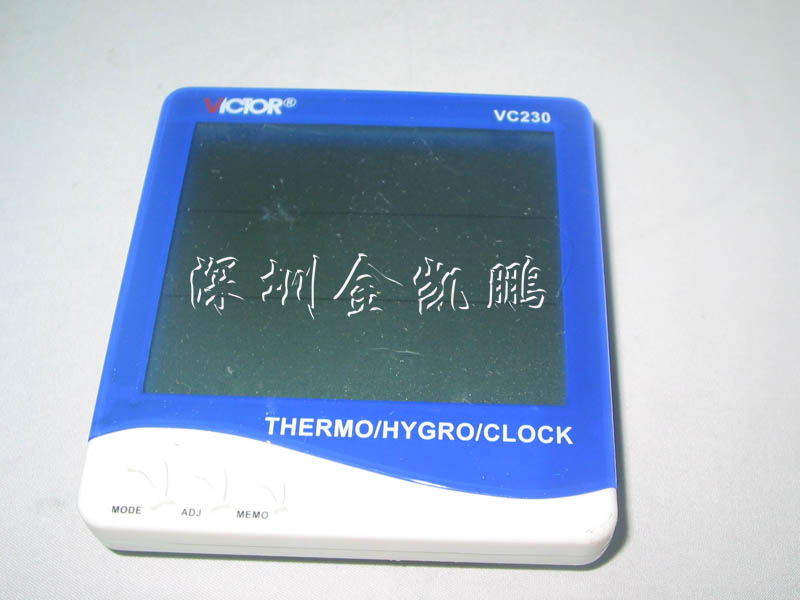 VICTOR®
VC230
深圳金凯鹏
THERMO/HYGRO/CLOCK
MODE ADJ MEMO